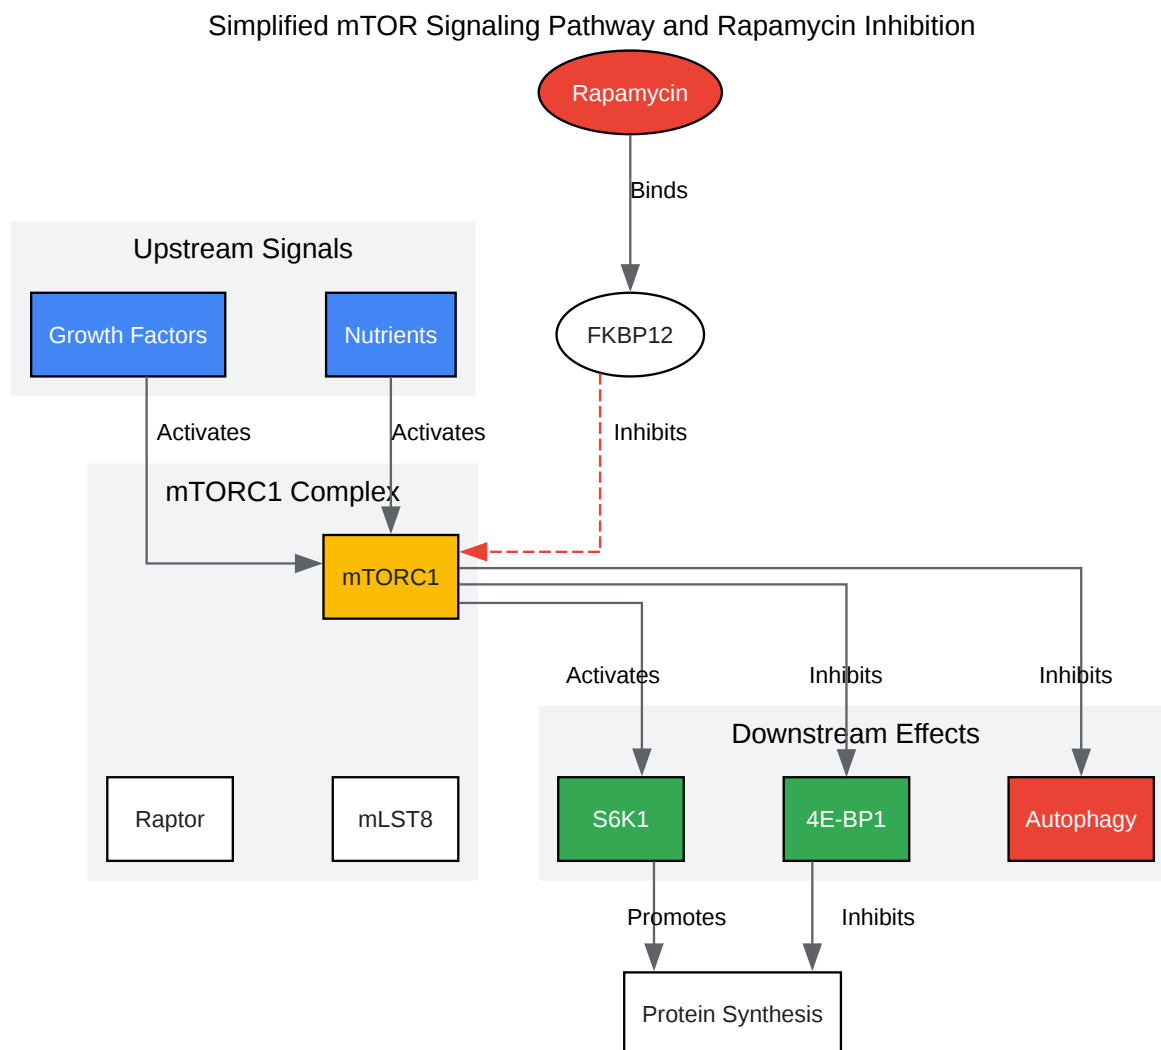 Simplified mTOR Signaling Pathway and Rapamycin Inhibition
Rapamycin
Binds
Upstream Signals
Growth Factors
Nutrients
FKBP12
Activates
Activates
Inhibits
mTORC1 Complex
mTORC1
Activates
Inhibits
Inhibits
Downstream Effects
Raptor
mLST8
S6K1
4E-BP1
Autophagy
Promotes
Inhibits
Protein Synthesis